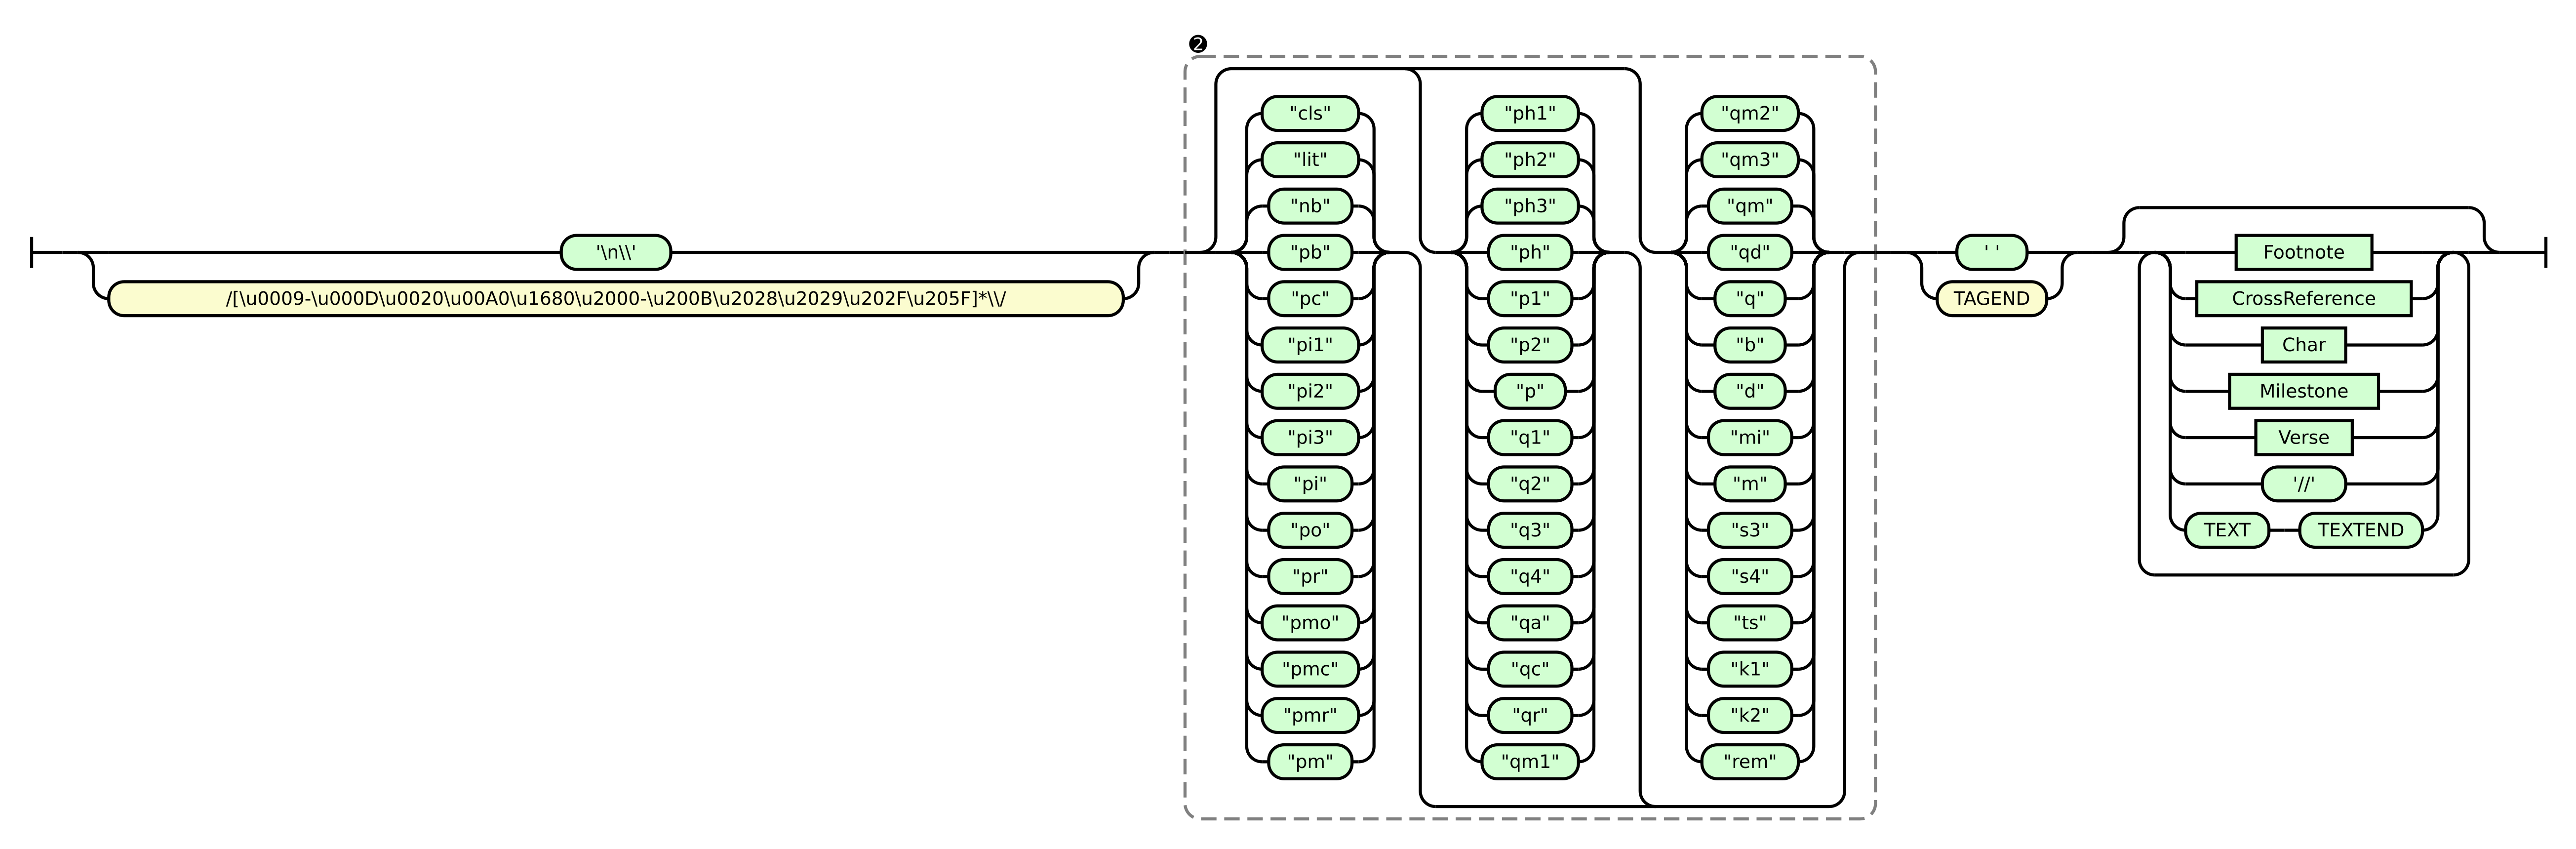 ❷
'\n\\'
/[\u0009-\u000D\u0020\u00A0\u1680\u2000-\u200B\u2028\u2029\u202F\u205F]*\\/
"cls"
"lit"
"nb"
"pb"
"pc"
"pi1"
"pi2"
"pi3"
"pi"
"po"
"pr"
"pmo"
"pmc"
"pmr"
"pm"
"ph1"
"ph2"
"ph3"
"ph"
"p1"
"p2"
"p"
"q1"
"q2"
"q3"
"q4"
"qa"
"qc"
"qr"
"qm1"
"qm2"
"qm3"
"qm"
"qd"
"q"
"b"
"d"
"mi"
"m"
"s3"
"s4"
"ts"
"k1"
"k2"
"rem"
' '
TAGEND
Footnote
CrossReference
Char
Milestone
Verse
'//'
TEXT TEXTEND